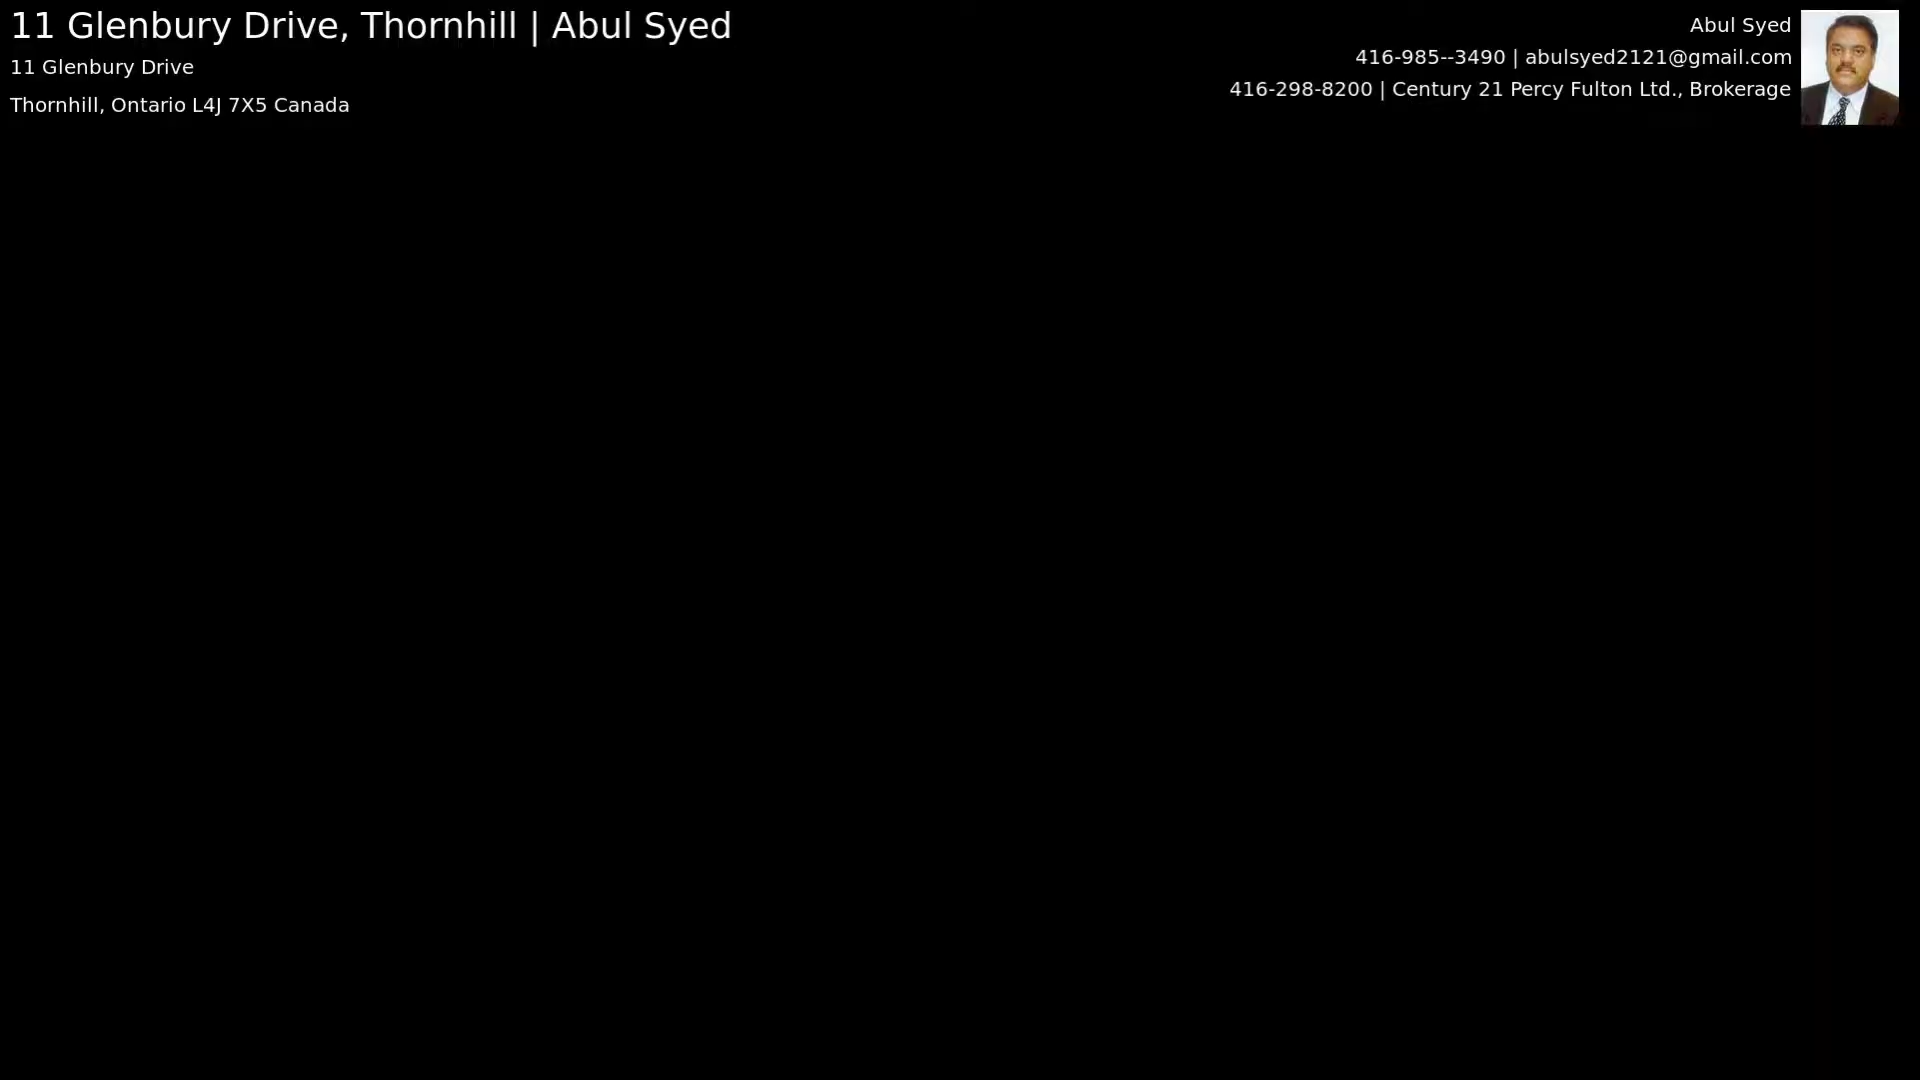 11 Glenbury Drive, Thornhill | Abul Syed
11 Glenbury Drive
Thornhill, Ontario L4J 7X5 Canada
Abul Syed
416-985--3490 | abulsyed2121@gmail.com
416-298-8200 | Century 21 Percy Fulton Ltd., Brokerage